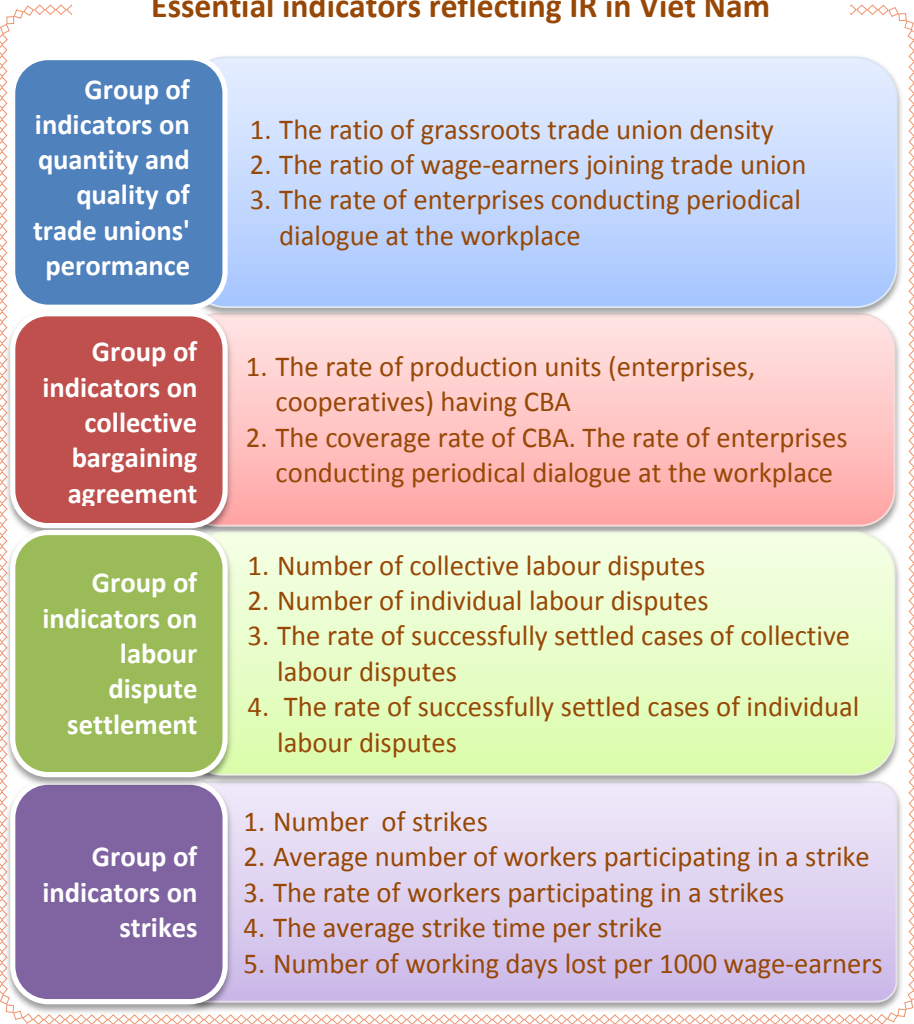 Essential indicators reflecting IR in Viet Nam
Group of
indicators on
quantity and
quality of
trade unions'
perormance
1. The ratio of grassroots trade union density
2. The ratio of wage-earners joining trade union
3. The rate of enterprises conducting periodical
dialogue at the workplace
Group of
indicators on
collective
bargaining
agreement
1. The rate of production units (enterprises,
cooperatives) having CBA
2. The coverage rate of CBA. The rate of enterprises
conducting periodical dialogue at the workplace
Group of
indicators on
labour
dispute
settlement
1. Number of collective labour disputes
2. Number of individual labour disputes
3. The rate of successfully settled cases of collective
labour disputes
4. The rate of successfully settled cases of individual
labour disputes
Group of
indicators on
strikes
1. Number of strikes
2. Average number of workers participating in a strike
3. The rate of workers participating in a strikes
4. The average strike time per strike
5. Number of working days lost per 1000 wage-earners